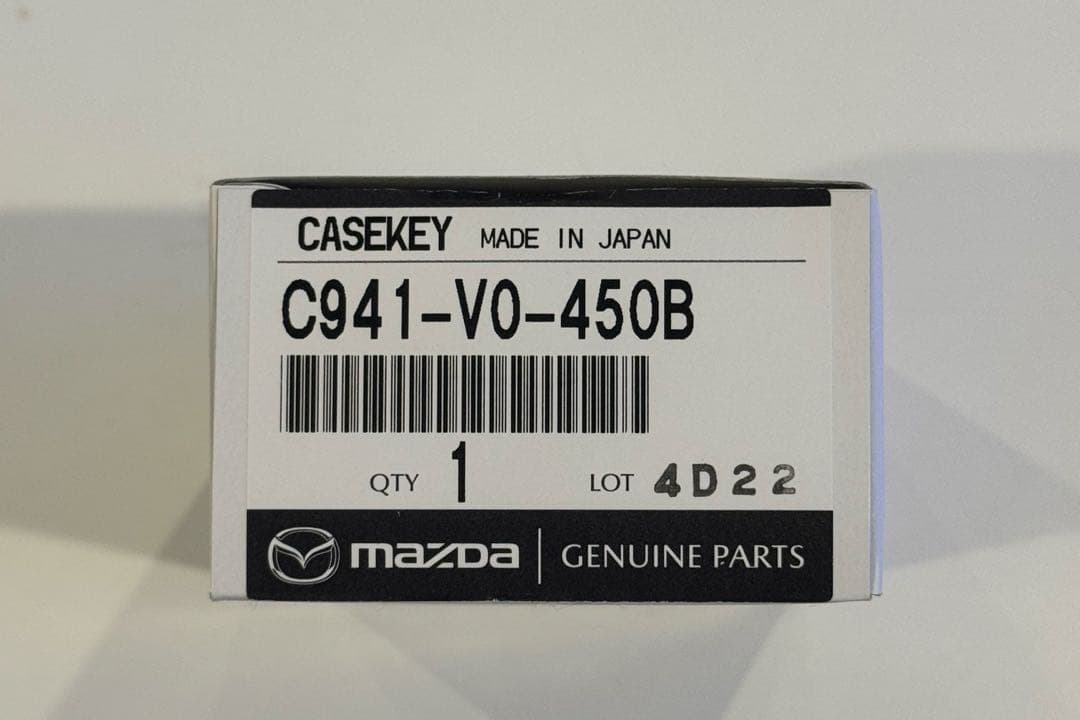 CASEKEY MADE IN JAPAN
C941-V0-450B
QTY 1 LOT 4D22
mazda GENUINE PARTS